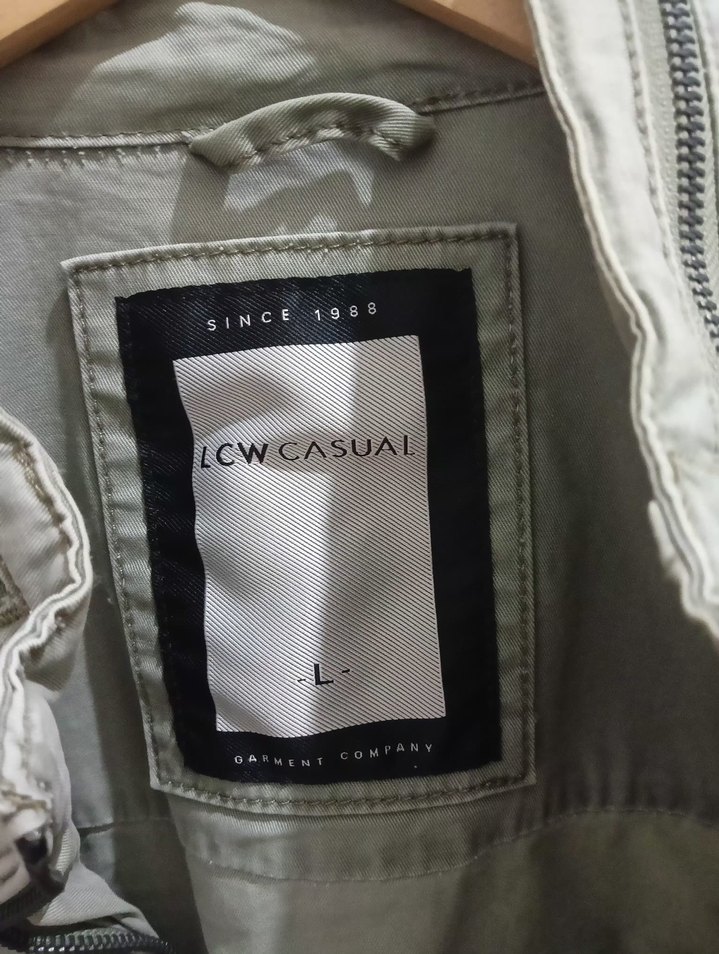 SINCE 1988
LCW CASUAL
-L-
GARMENT COMPANY